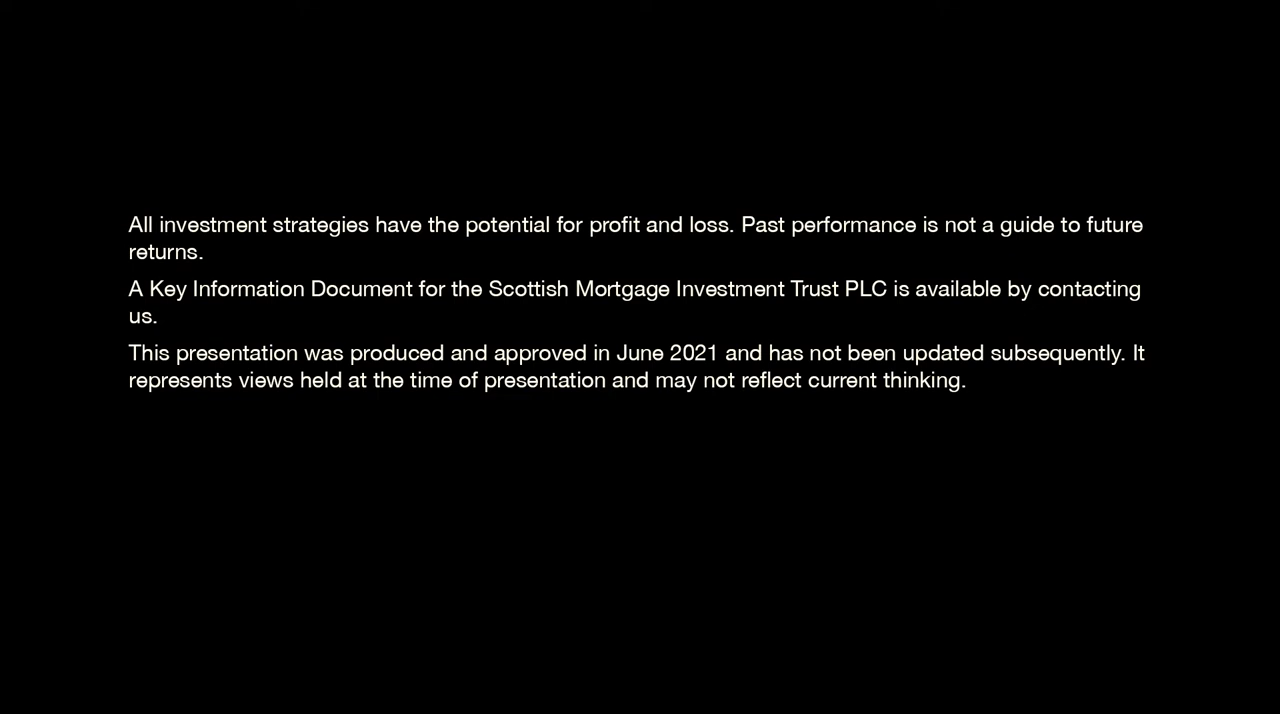 All investment strategies have the potential for profit and loss. Past performance is not a guide to future
returns.
A Key Information Document for the Scottish Mortgage Investment Trust PLC is available by contacting
us.
This presentation was produced and approved in June 2021 and has not been updated subsequently. It
represents views held at the time of presentation and may not reflect current thinking.